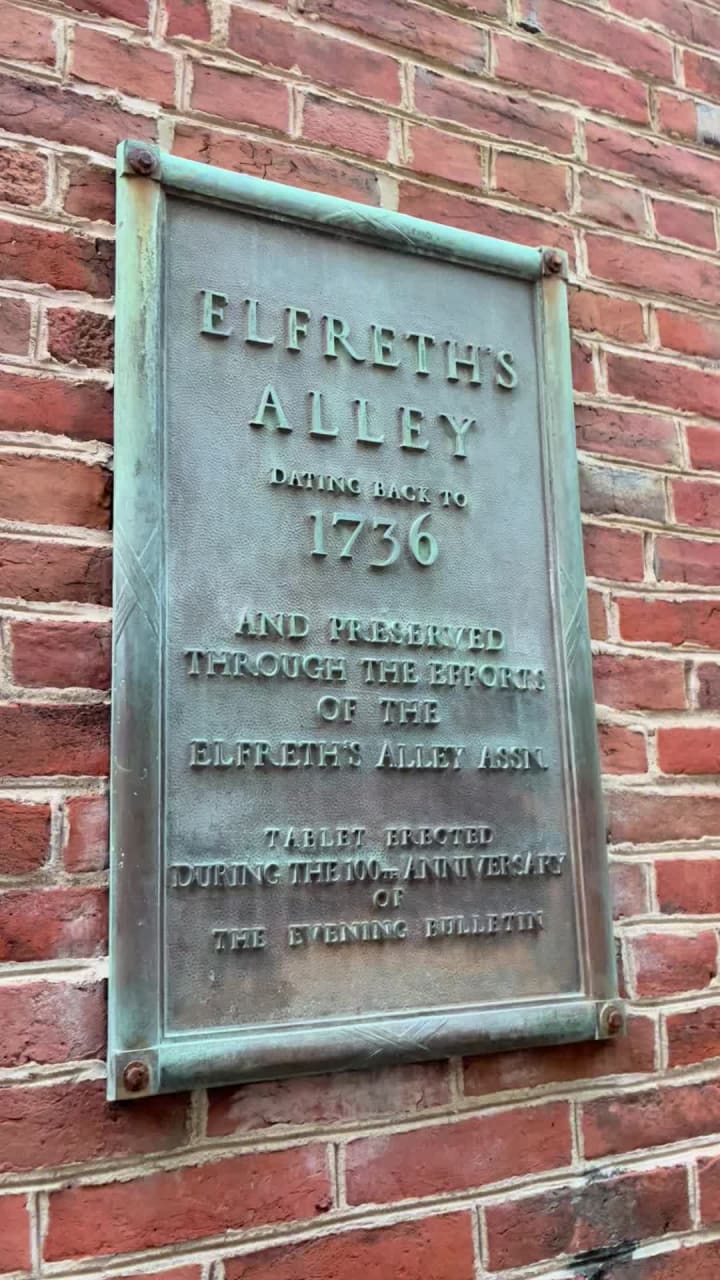 ELFRETH'S
ALLEY
DATING BACK TO
1736
AND PRESERVED
THROUGH THE EFFORTS
OF THE
ELFRETH'S ALLEY ASSN.
TABLET ERECTED
DURING THE 100TH ANNIVERSARY
OF
THE EVENING BULLETIN